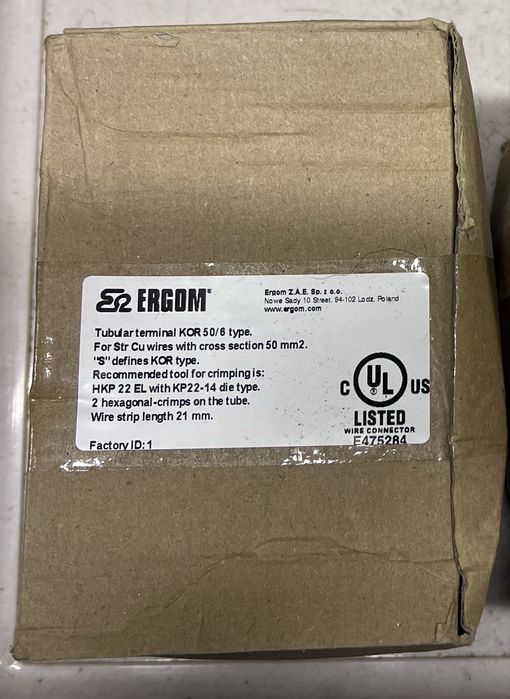 ERGOM®
Ergom Z.A.E. Sp. z o.o.
Nowe Sady 10 Street, 94-102 Lodz, Poland
www.ergom.com
Tubular terminal KOR 50/6 type.
For Str Cu wires with cross section 50 mm2.
"S" defines KOR type.
Recommended tool for crimping is:
HKP 22 EL with KP22-14 die type.
2 hexagonal-crimps on the tube.
Wire strip length 21 mm.
Factory ID: 1
C UL US
LISTED
WIRE CONNECTOR
E475284